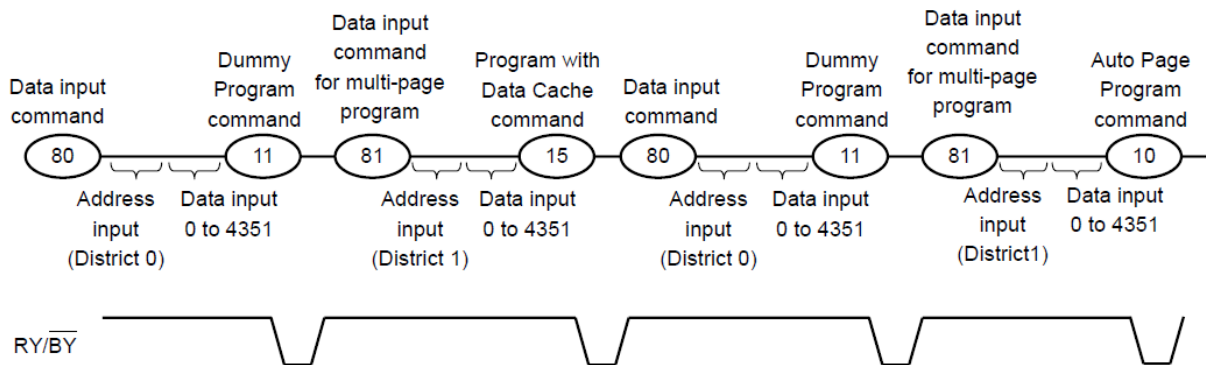 Data input
command
Dummy
Program
command
Data input
command
for multi-page
program
Program with
Data Cache
command
Data input
command
Dummy
Program
command
Data input
command
for multi-page
program
Auto Page
Program
command
80
11
81
15
80
11
81
10
Address
input
(District 0)
Data input
0 to 4351
Address
input
(District 1)
Data input
0 to 4351
Address
input
(District 0)
Data input
0 to 4351
Address
input
(District1)
Data input
0 to 4351
RY/BY